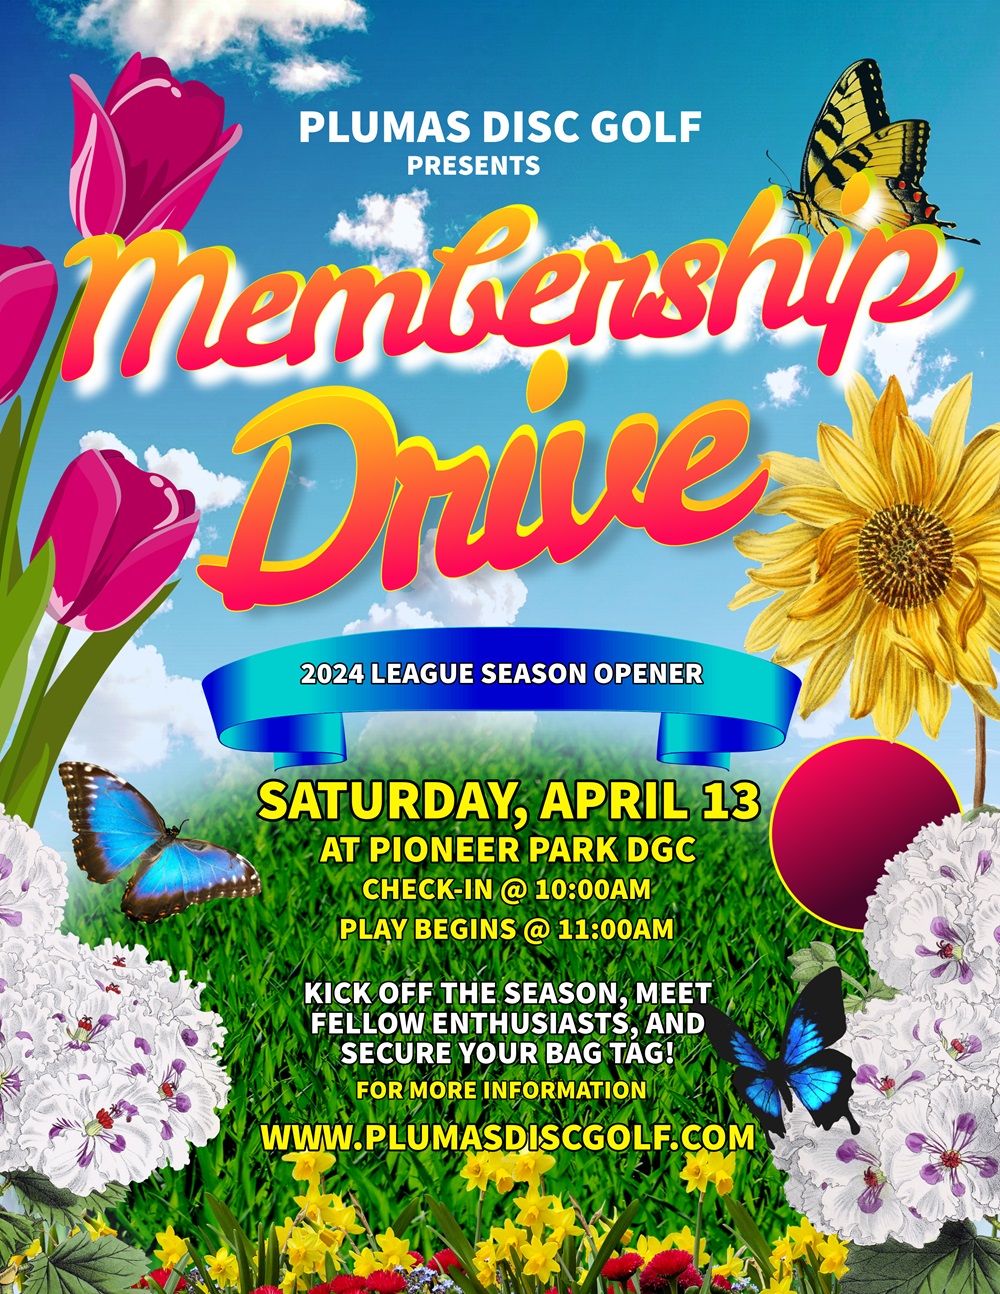 PLUMAS DISC GOLF
PRESENTS
Membership
Drive
2024 LEAGUE SEASON OPENER
SATURDAY, APRIL 13
AT PIONEER PARK DGC
CHECK-IN @ 10:00AM
PLAY BEGINS @ 11:00AM
KICK OFF THE SEASON, MEET
FELLOW ENTHUSIASTS, AND
SECURE YOUR BAG TAG!
FOR MORE INFORMATION
WWW.PLUMASDISCGOLF.COM